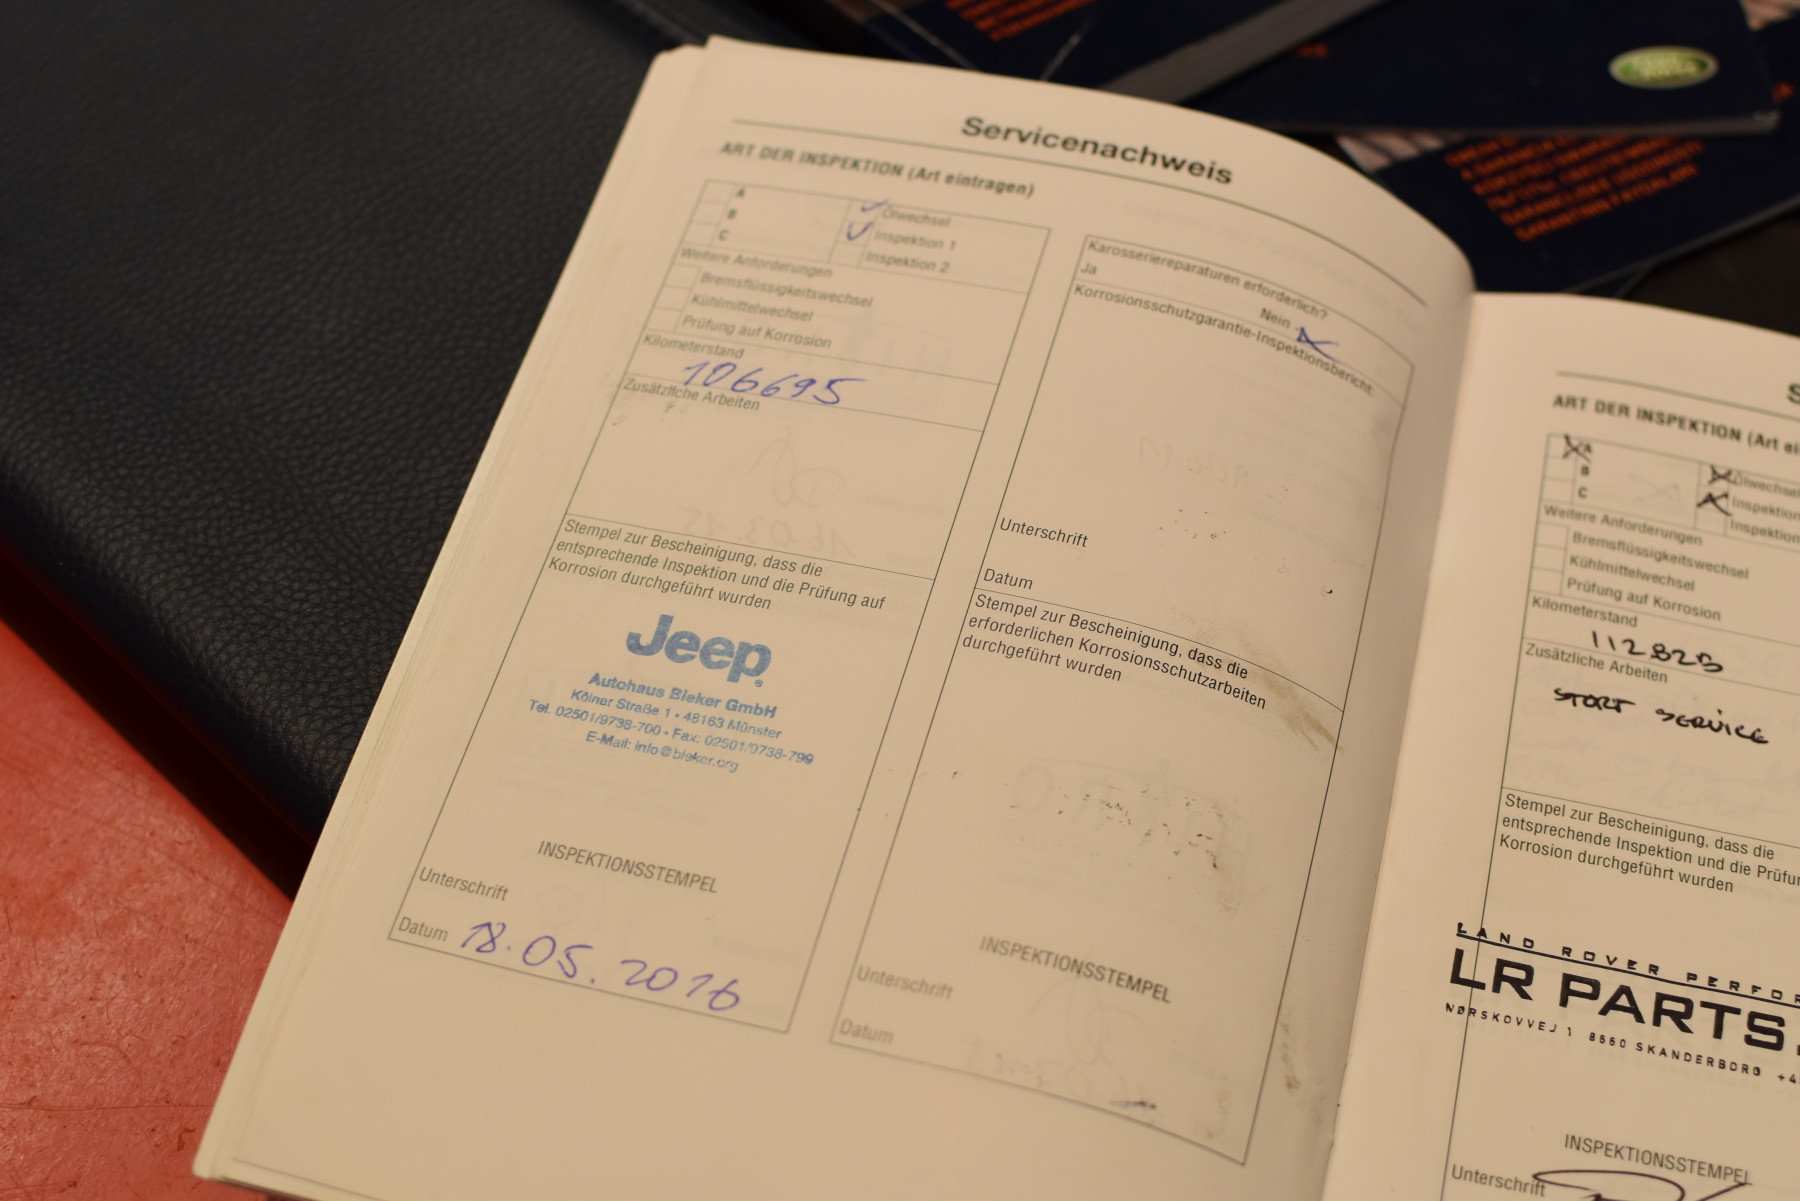 Servicenachweis
ART DER INSPEKTION (Art eintragen)
A
B
C
Ölwechsel
Inspektion 1
Inspektion 2
Weitere Anforderungen
Bremsflüssigkeitswechsel
Kühlmittelwechsel
Prüfung auf Korrosion
Kilometerstand
106695
Zusätzliche Arbeiten
Stempel zur Bescheinigung, dass die
entsprechende Inspektion und die Prüfung auf
Korrosion durchgeführt wurden
Jeep®
Autohaus Bleker GmbH
Kölner Straße 1 • 48163 Münster
Tel. 02501/9738-700 • Fax: 02501/9738-799
E-Mail: info@bleker.org
INSPEKTIONSSTEMPEL
Unterschrift
Datum 18.05.2016
Karosseriereparaturen erforderlich?
Ja
Nein
Korrosionsschutzgarantie-Inspektionsbericht
Unterschrift
Datum
Stempel zur Bescheinigung, dass die
erforderlichen Korrosionsschutzarbeiten
durchgeführt wurden
INSPEKTIONSSTEMPEL
Unterschrift
Datum
ART DER INSPEKTION (Art ei
A
B
C
Ölwechsel
Inspektion
Inspektion
Weitere Anforderungen
Bremsflüssigkeitswechsel
Kühlmittelwechsel
Prüfung auf Korrosion
Kilometerstand
Zusätzliche Arbeiten
STORT SERVICE
Stempel zur Bescheinigung, dass die
entsprechende Inspektion und die Prüfu
Korrosion durchgeführt wurden
LAND ROVER PERFOR
LR PARTS
NØRSKOVVEJ 1 8660 SKANDERBORG +4
INSPEKTIONSSTEMPEL
Unterschrift